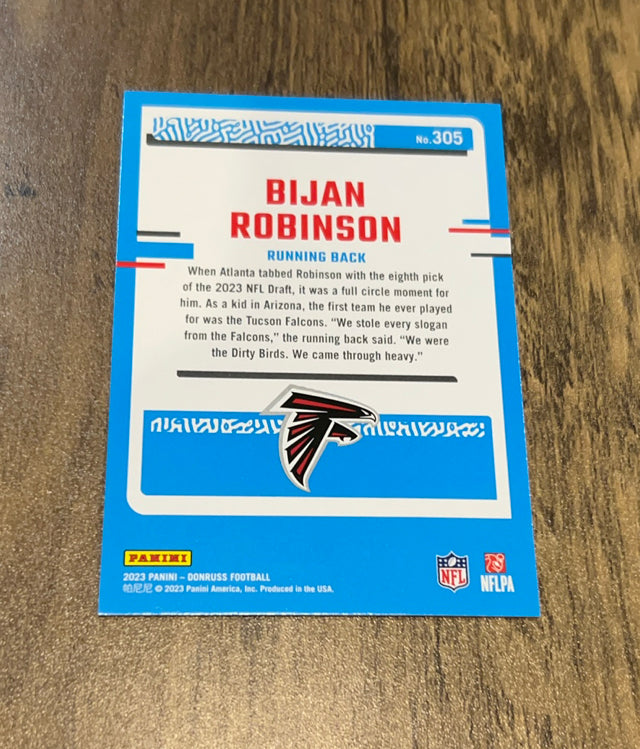 No.305
BIJAN
ROBINSON
RUNNING BACK
When Atlanta tabbed Robinson with the eighth pick
of the 2023 NFL Draft, it was a full circle moment for
him. As a kid in Arizona, the first team he ever played
for was the Tucson Falcons. “We stole every slogan
from the Falcons,” the running back said. “We were
the Dirty Birds. We came through heavy.”
PANINI
2023 PANINI – DONRUSS FOOTBALL
帕尼尼 © 2023 Panini America, Inc. Produced in the USA.
NFL
NFLPA